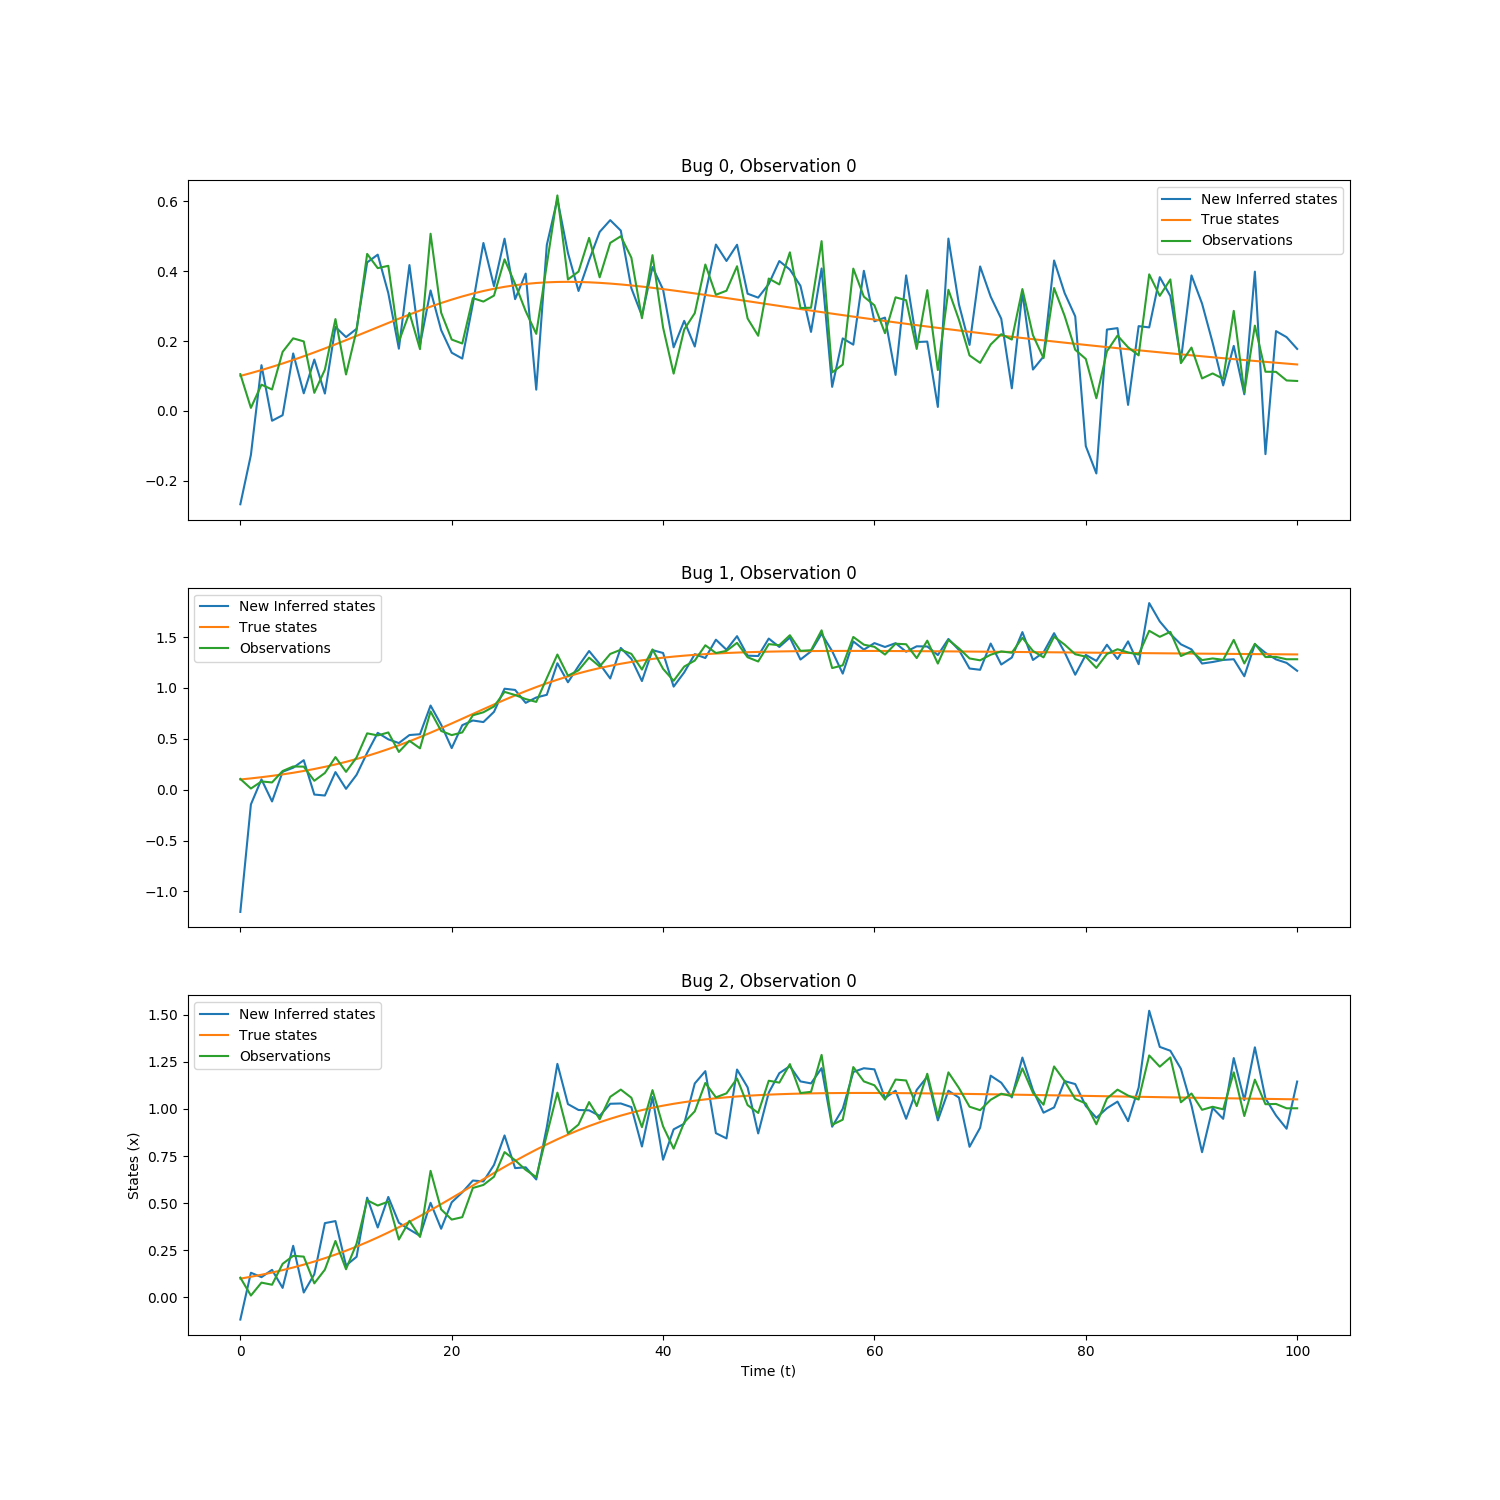 Bug 0, Observation 0
New Inferred states
True states
Observations
0.6
0.4
0.2
0.0
−0.2
Bug 1, Observation 0
New Inferred states
True states
Observations
1.5
1.0
0.5
0.0
−0.5
−1.0
Bug 2, Observation 0
New Inferred states
True states
Observations
1.50
1.25
1.00
0.75
0.50
0.25
0.00
States (x)
0 20 40 60 80 100
Time (t)